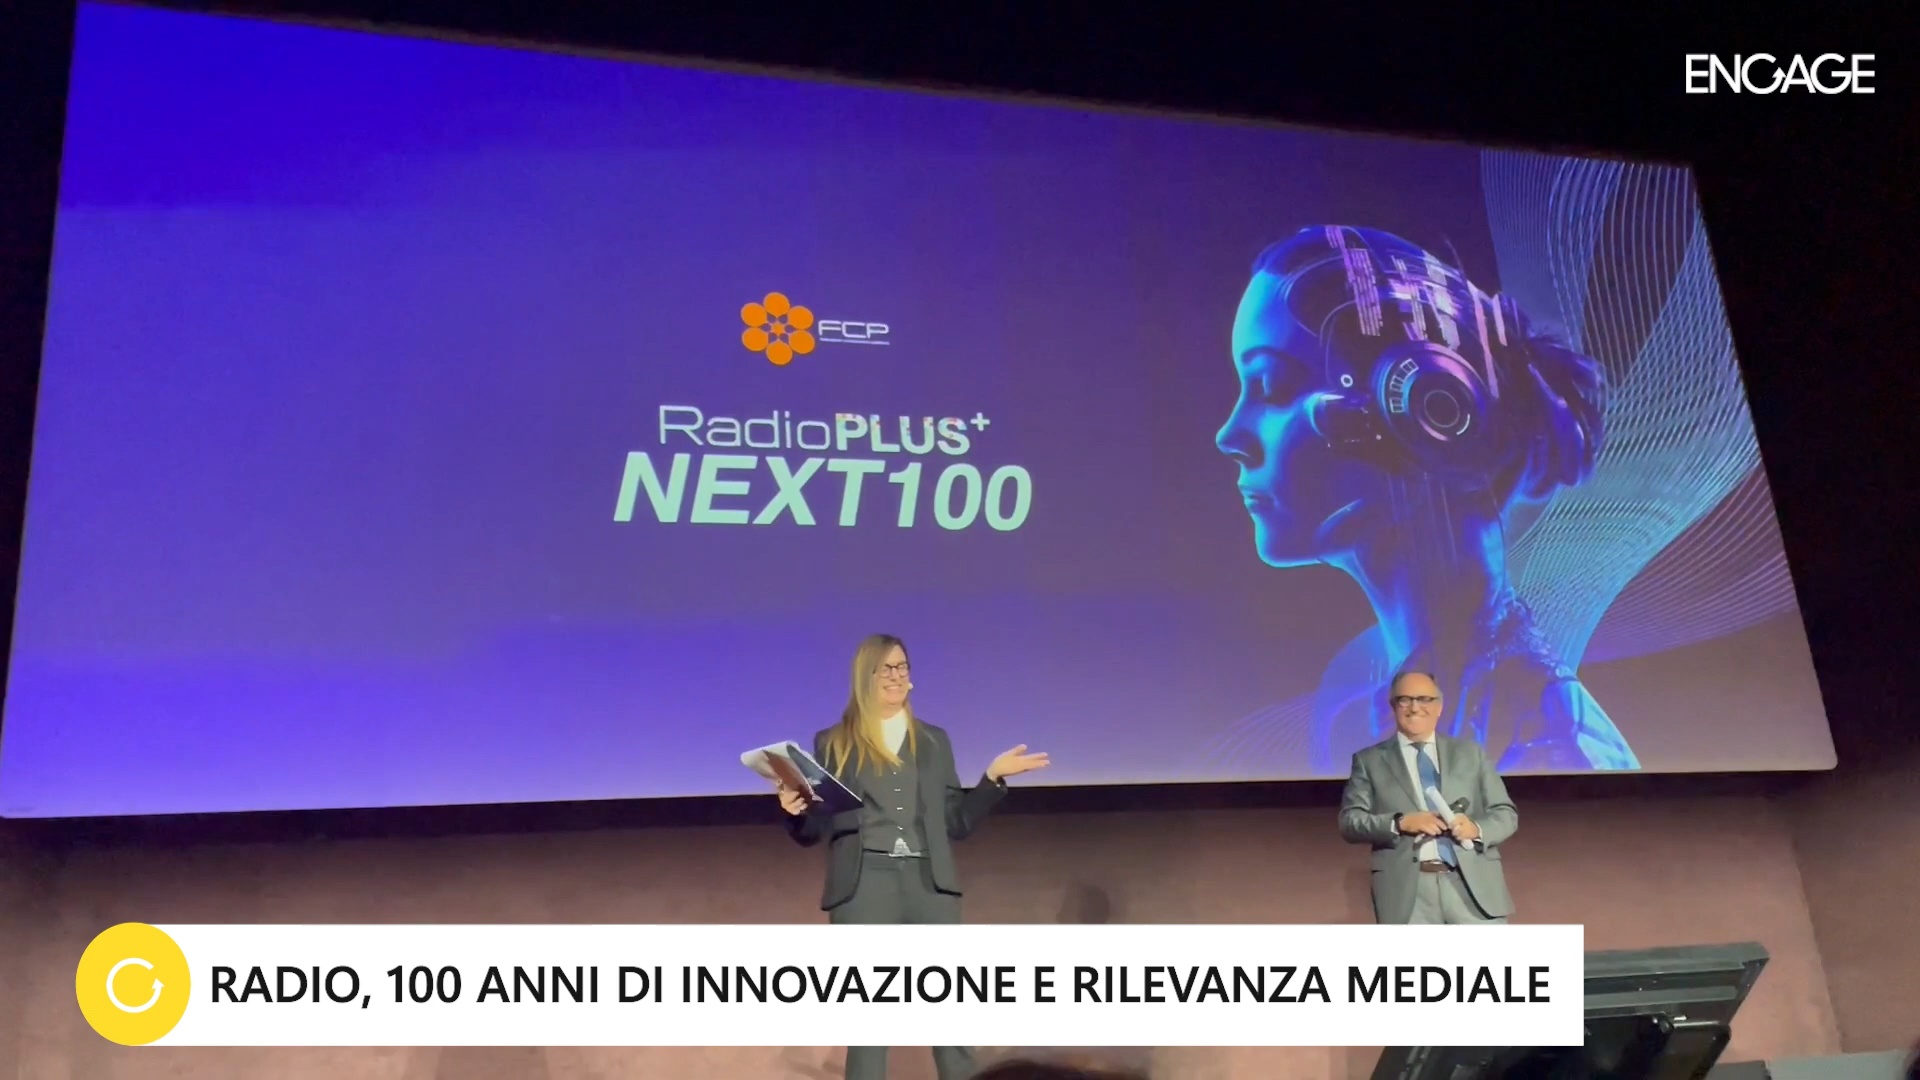 ENGAGE
FCP
RadioPLUS+
NEXT100
RADIO, 100 ANNI DI INNOVAZIONE E RILEVANZA MEDIALE